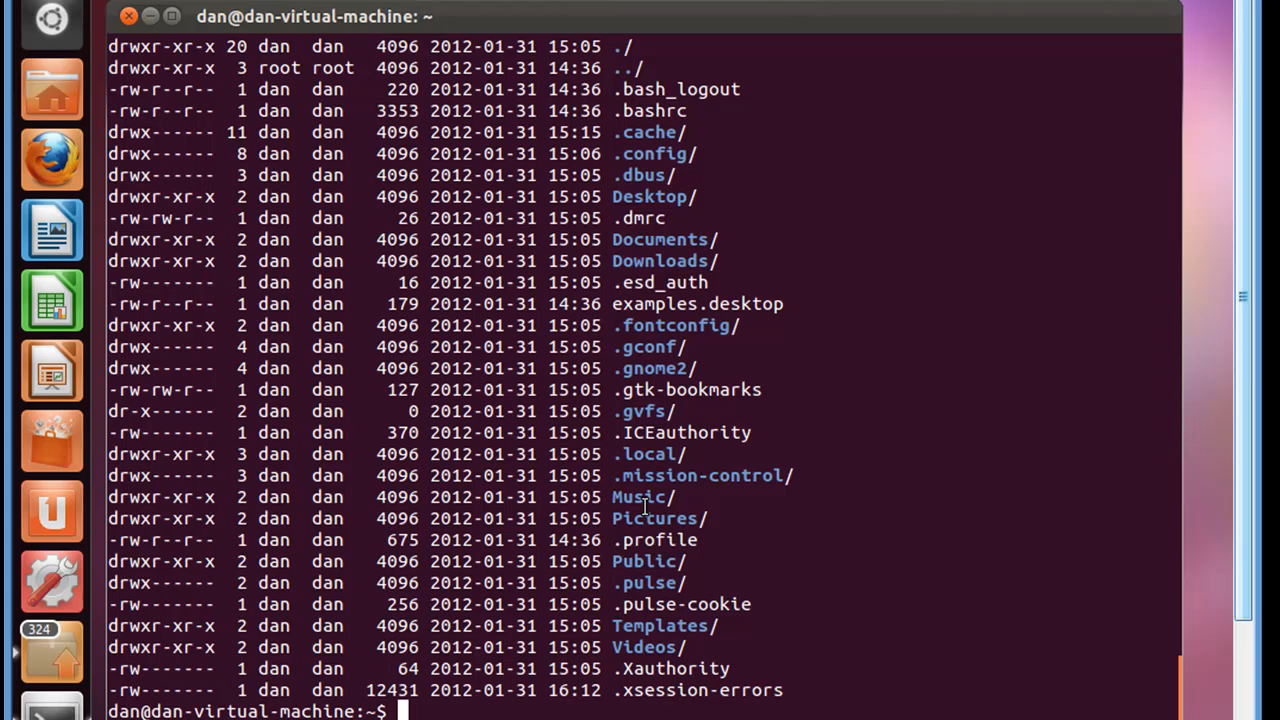 dan@dan-virtual-machine: ~
drwxr-xr-x 20 dan  dan   4096 2012-01-31 15:05 ./
drwxr-xr-x  3 root root  4096 2012-01-31 14:36 ../
-rw-r--r--  1 dan  dan    220 2012-01-31 14:36 .bash_logout
-rw-r--r--  1 dan  dan   3353 2012-01-31 14:36 .bashrc
drwx------ 11 dan  dan   4096 2012-01-31 15:15 .cache/
drwx------  8 dan  dan   4096 2012-01-31 15:06 .config/
drwx------  3 dan  dan   4096 2012-01-31 15:05 .dbus/
drwxr-xr-x  2 dan  dan   4096 2012-01-31 15:05 Desktop/
-rw-rw-r--  1 dan  dan     26 2012-01-31 15:05 .dmrc
drwxr-xr-x  2 dan  dan   4096 2012-01-31 15:05 Documents/
drwxr-xr-x  2 dan  dan   4096 2012-01-31 15:05 Downloads/
-rw-------  1 dan  dan     16 2012-01-31 15:05 .esd_auth
-rw-r--r--  1 dan  dan    179 2012-01-31 14:36 examples.desktop
drwxr-xr-x  2 dan  dan   4096 2012-01-31 15:05 .fontconfig/
drwx------  4 dan  dan   4096 2012-01-31 15:05 .gconf/
drwx------  4 dan  dan   4096 2012-01-31 15:05 .gnome2/
-rw-rw-r--  1 dan  dan    127 2012-01-31 15:05 .gtk-bookmarks
dr-x------  2 dan  dan      0 2012-01-31 15:05 .gvfs/
-rw-------  1 dan  dan    370 2012-01-31 15:05 .ICEauthority
drwxr-xr-x  3 dan  dan   4096 2012-01-31 15:05 .local/
drwx------  3 dan  dan   4096 2012-01-31 15:05 .mission-control/
drwxr-xr-x  2 dan  dan   4096 2012-01-31 15:05 Music/
drwxr-xr-x  2 dan  dan   4096 2012-01-31 15:05 Pictures/
-rw-r--r--  1 dan  dan    675 2012-01-31 14:36 .profile
drwxr-xr-x  2 dan  dan   4096 2012-01-31 15:05 Public/
drwx------  2 dan  dan   4096 2012-01-31 15:05 .pulse/
-rw-------  1 dan  dan    256 2012-01-31 15:05 .pulse-cookie
drwxr-xr-x  2 dan  dan   4096 2012-01-31 15:05 Templates/
drwxr-xr-x  2 dan  dan   4096 2012-01-31 15:05 Videos/
-rw-------  1 dan  dan     64 2012-01-31 15:05 .Xauthority
-rw-------  1 dan  dan  12431 2012-01-31 16:12 .xsession-errors
dan@dan-virtual-machine:~$
324